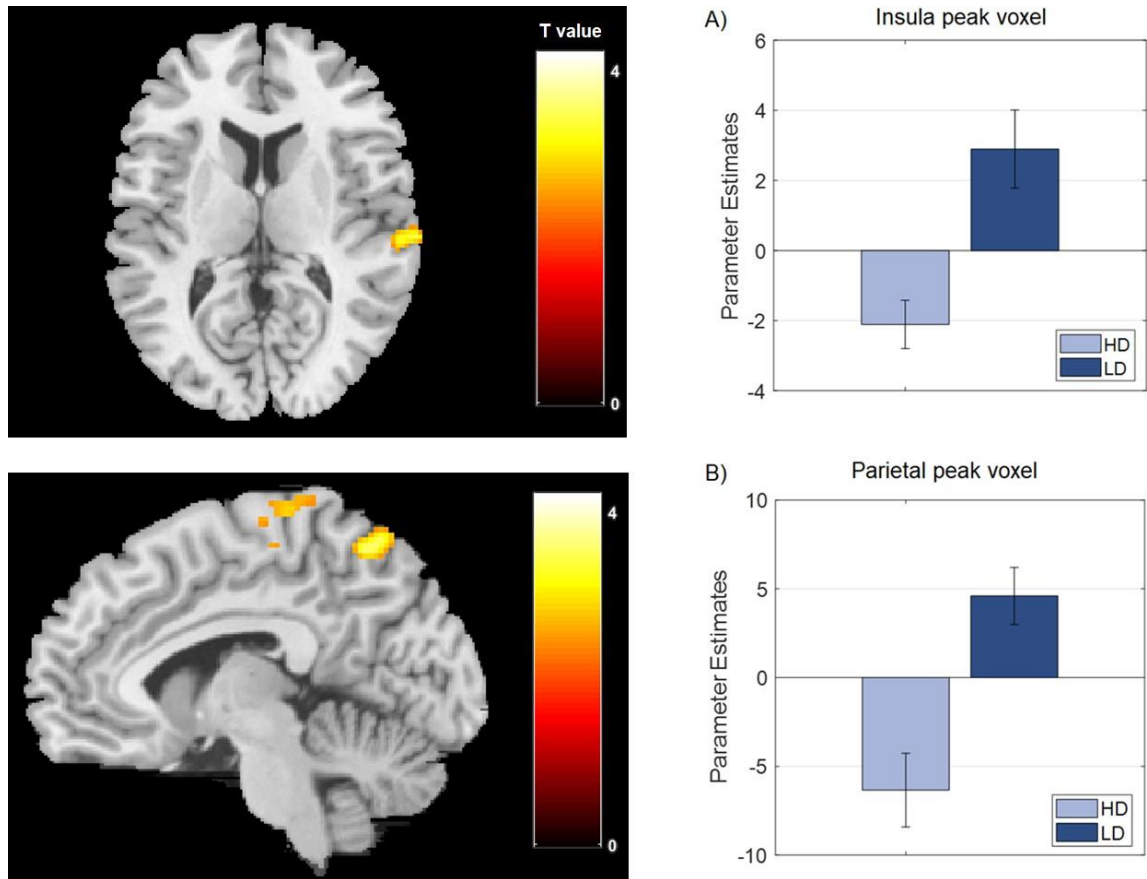 T value
4
0
A)
Insula peak voxel
Parameter Estimates
6
4
2
0
-2
-4
HD
LD
4
0
B)
Parietal peak voxel
Parameter Estimates
10
5
0
-5
-10
HD
LD